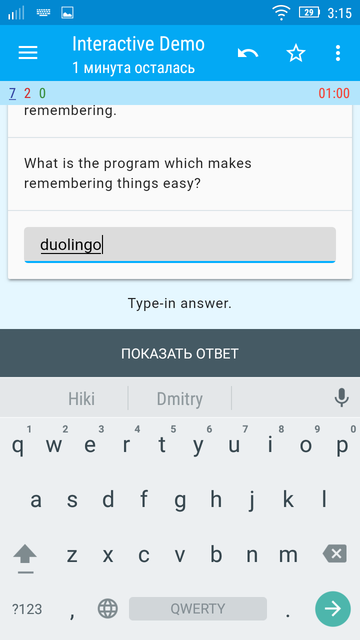 29 3:15
Interactive Demo
1 минута осталась
7 2 0 01:00
remembering.
What is the program which makes
remembering things easy?
duolingo
Type-in answer.
ПОКАЗАТЬ ОТВЕТ
Hiki Dmitry
1 2 3 4 5 6 7 8 9 0
q w e r t y u i o p
a s d f g h j k l
z x c v b n m
?123 , QWERTY .